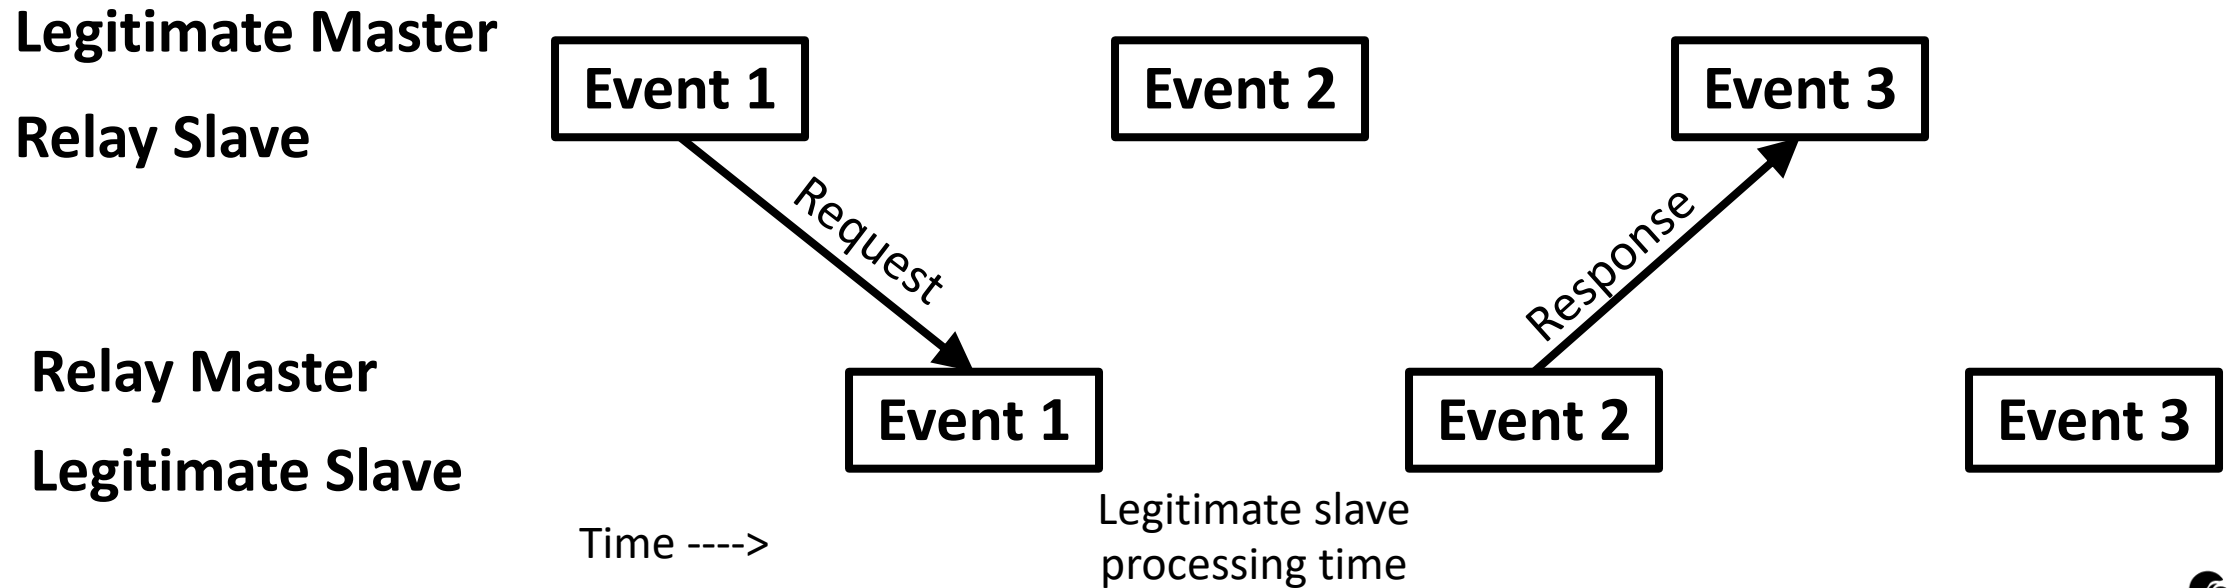 Legitimate Master
Relay Slave
Event 1
Event 2
Event 3
Request
Response
Relay Master
Legitimate Slave
Event 1
Event 2
Event 3
Time ---->
Legitimate slave
processing time